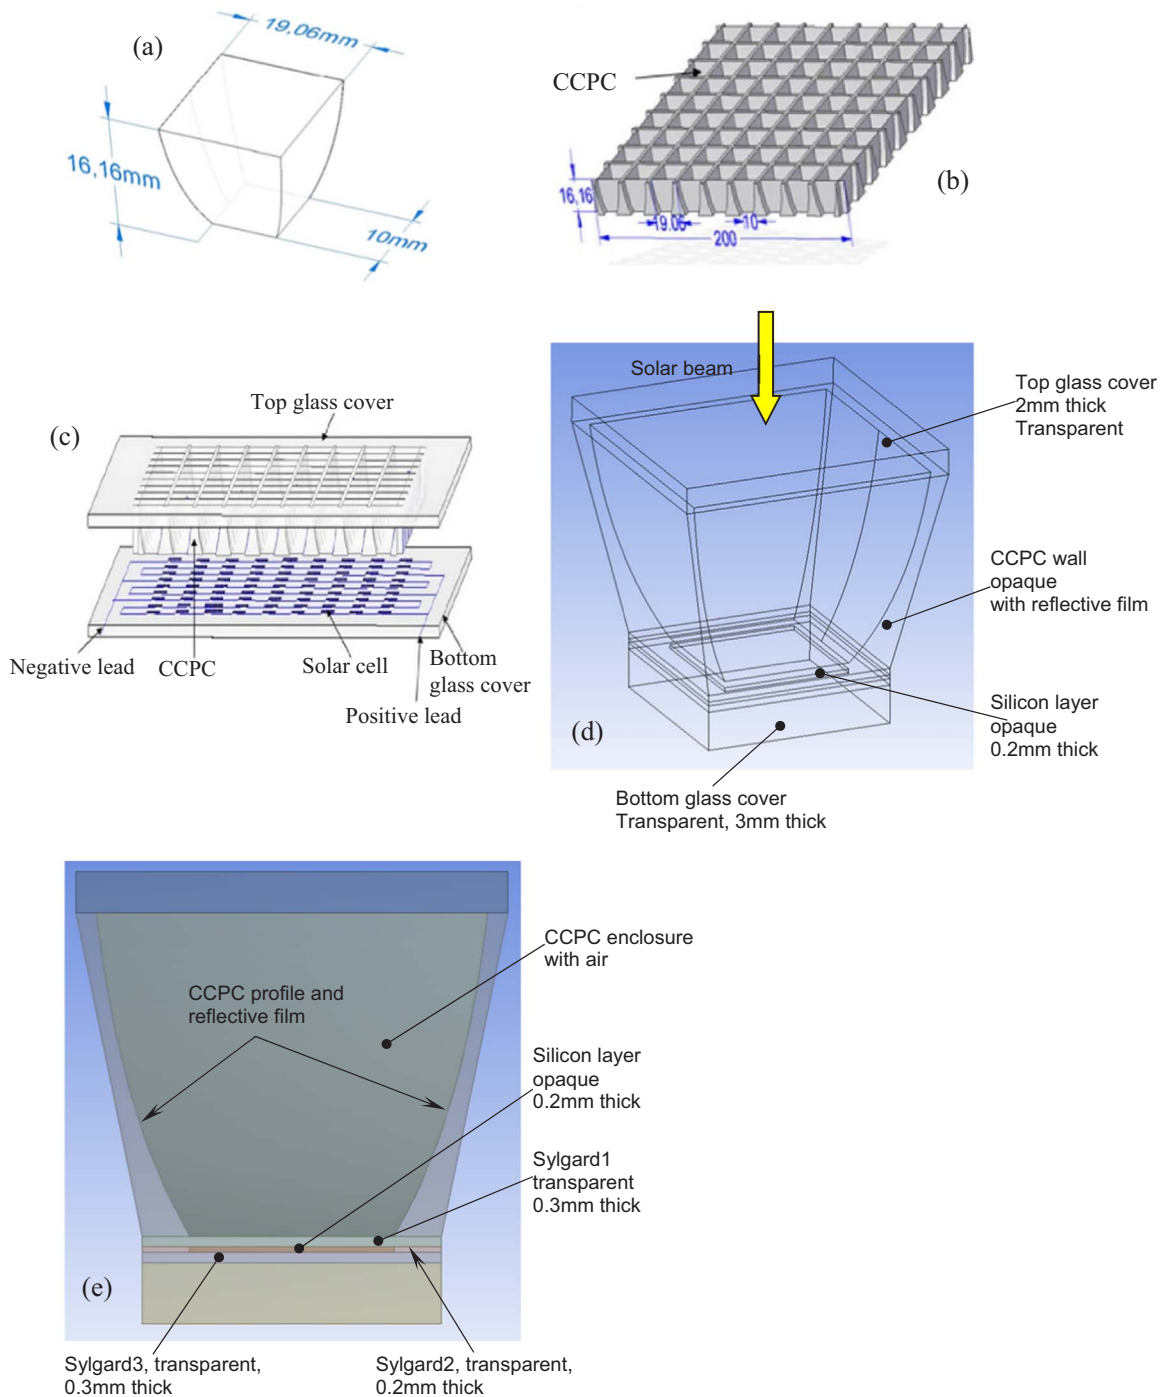 (a)
19,06mm
16,16mm
10mm
CCPC
(b)
16,16
19.06
10
200
(c)
Top glass cover
Negative lead
CCPC
Solar cell
Bottom
glass cover
Positive lead
Solar beam
Top glass cover
2mm thick
Transparent
CCPC wall
opaque
with reflective film
Silicon layer
opaque
0.2mm thick
(d)
Bottom glass cover
Transparent, 3mm thick
CCPC enclosure
with air
CCPC profile and
reflective film
Silicon layer
opaque
0.2mm thick
Sylgard1
transparent
0.3mm thick
(e)
Sylgard3, transparent,
0.3mm thick
Sylgard2, transparent,
0.2mm thick